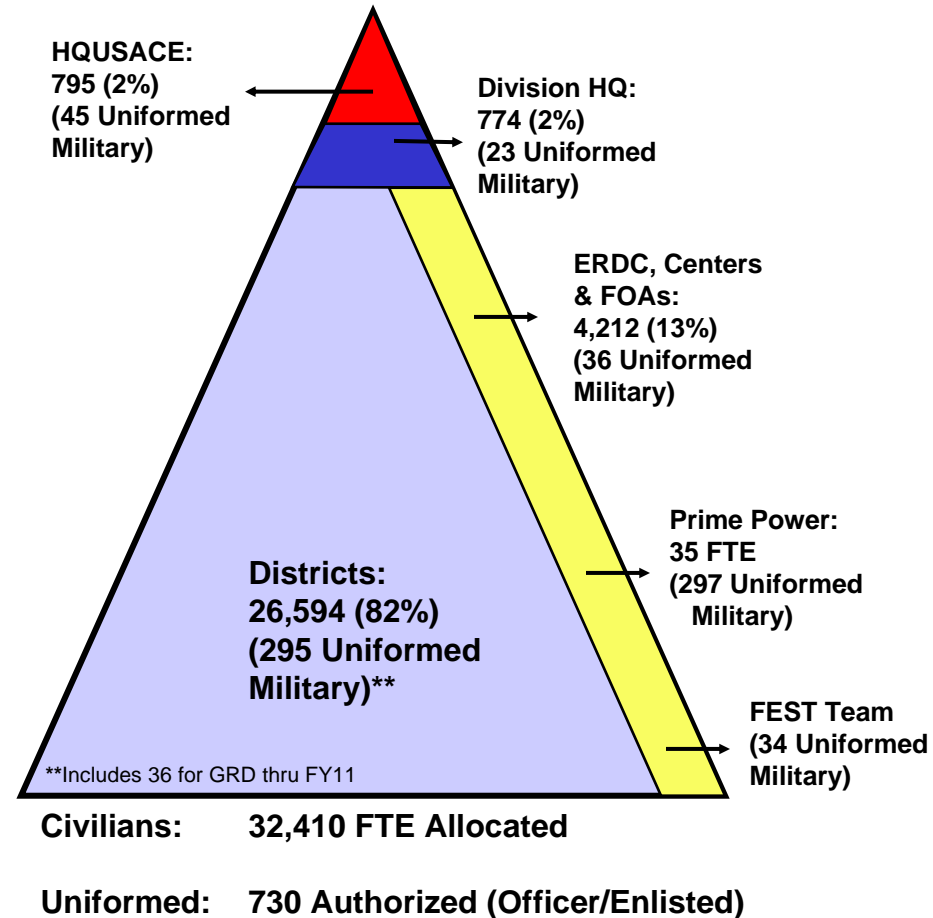 HQUSACE:
795 (2%)
(45 Uniformed
Military)
Division HQ:
774 (2%)
(23 Uniformed
Military)
ERDC, Centers
& FOAs:
4,212 (13%)
(36 Uniformed
Military)
Prime Power:
35 FTE
(297 Uniformed
Military)
Districts:
26,594 (82%)
(295 Uniformed
Military)**
FEST Team
(34 Uniformed
Military)
**Includes 36 for GRD thru FY11
Civilians: 32,410 FTE Allocated
Uniformed: 730 Authorized (Officer/Enlisted)